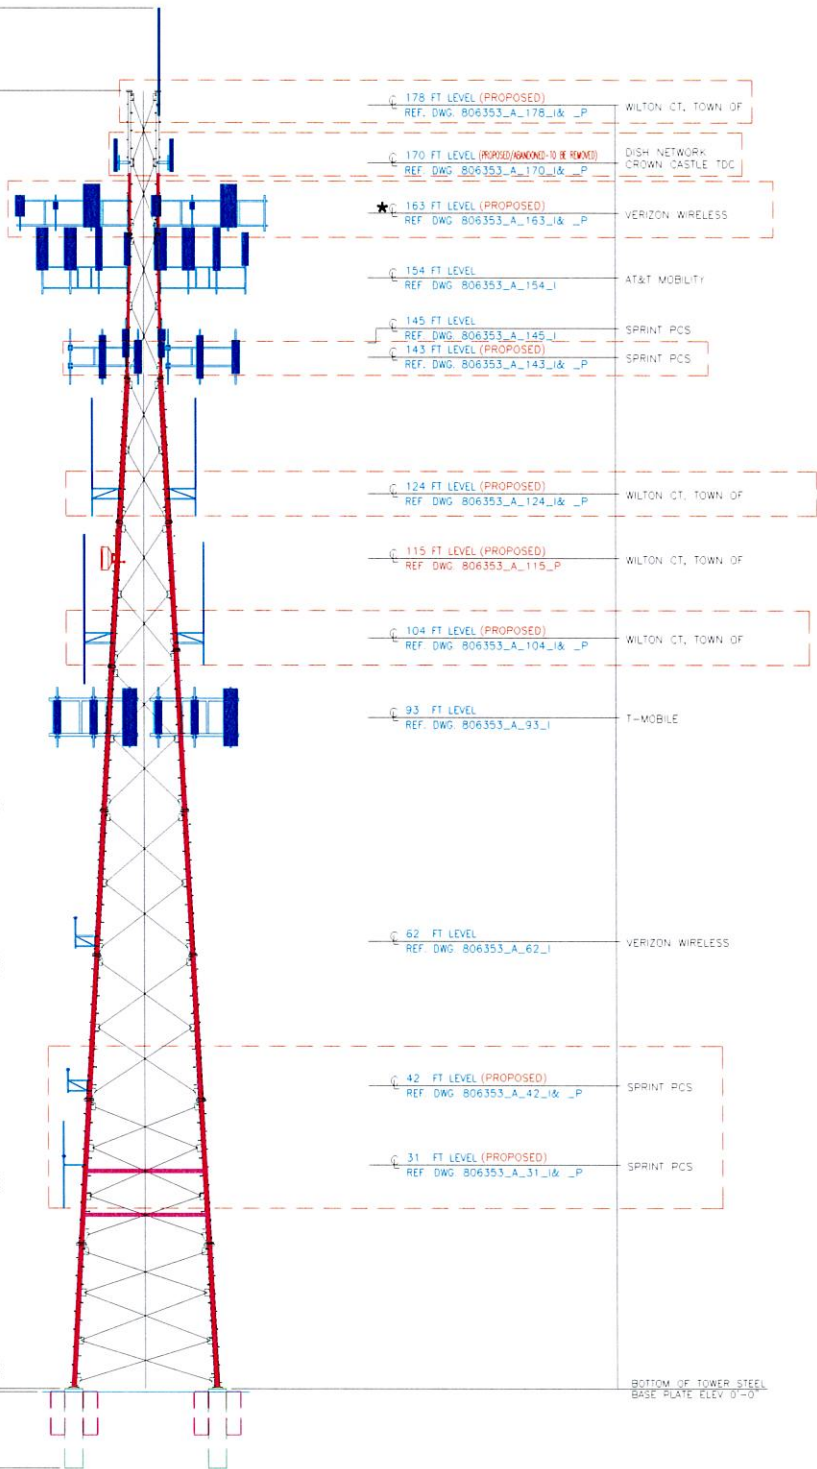 178 FT LEVEL (PROPOSED)
REF. DWG. 806353_A_178_I& _P
WILTON CT, TOWN OF
170 FT LEVEL (PROPOSED/ABANDONED-TO BE REMOVED)
REF. DWG. 806353_A_170_I& _P
DISH NETWORK
CROWN CASTLE TDC
* 163 FT LEVEL (PROPOSED)
REF. DWG. 806353_A_163_I& _P
VERIZON WIRELESS
154 FT LEVEL
REF. DWG. 806353_A_154_I
AT&T MOBILITY
145 FT LEVEL
REF. DWG. 806353_A_145_I
SPRINT PCS
143 FT LEVEL (PROPOSED)
REF. DWG. 806353_A_143_I& _P
SPRINT PCS
124 FT LEVEL (PROPOSED)
REF. DWG. 806353_A_124_I& _P
WILTON CT, TOWN OF
115 FT LEVEL (PROPOSED)
REF. DWG. 806353_A_115_P
WILTON CT, TOWN OF
104 FT LEVEL (PROPOSED)
REF. DWG. 806353_A_104_I& _P
WILTON CT, TOWN OF
93 FT LEVEL
REF. DWG. 806353_A_93_I
T-MOBILE
62 FT LEVEL
REF. DWG. 806353_A_62_I
VERIZON WIRELESS
42 FT LEVEL (PROPOSED)
REF. DWG. 806353_A_42_I& _P
SPRINT PCS
31 FT LEVEL (PROPOSED)
REF. DWG. 806353_A_31_I& _P
SPRINT PCS
BOTTOM OF TOWER STEEL
BASE PLATE ELEV 0'-0"